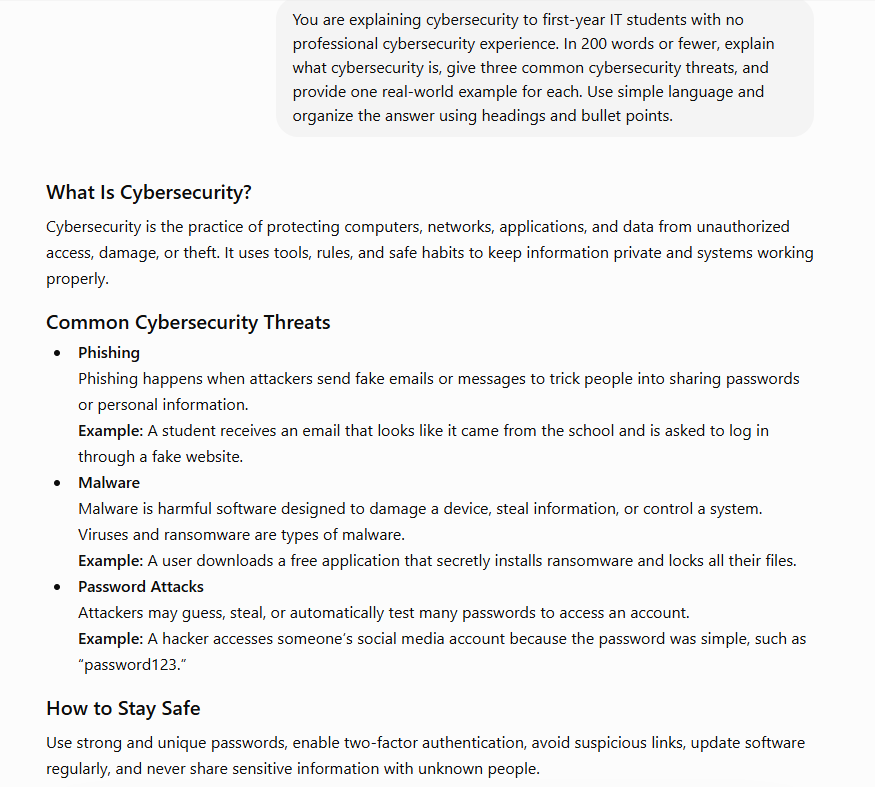 You are explaining cybersecurity to first-year IT students with no
professional cybersecurity experience. In 200 words or fewer, explain
what cybersecurity is, give three common cybersecurity threats, and
provide one real-world example for each. Use simple language and
organize the answer using headings and bullet points.
What Is Cybersecurity?
Cybersecurity is the practice of protecting computers, networks, applications, and data from unauthorized
access, damage, or theft. It uses tools, rules, and safe habits to keep information private and systems working
properly.
Common Cybersecurity Threats
• Phishing
Phishing happens when attackers send fake emails or messages to trick people into sharing passwords
or personal information.
Example: A student receives an email that looks like it came from the school and is asked to log in
through a fake website.
• Malware
Malware is harmful software designed to damage a device, steal information, or control a system.
Viruses and ransomware are types of malware.
Example: A user downloads a free application that secretly installs ransomware and locks all their files.
• Password Attacks
Attackers may guess, steal, or automatically test many passwords to access an account.
Example: A hacker accesses someone’s social media account because the password was simple, such as
“password123.”
How to Stay Safe
Use strong and unique passwords, enable two-factor authentication, avoid suspicious links, update software
regularly, and never share sensitive information with unknown people.